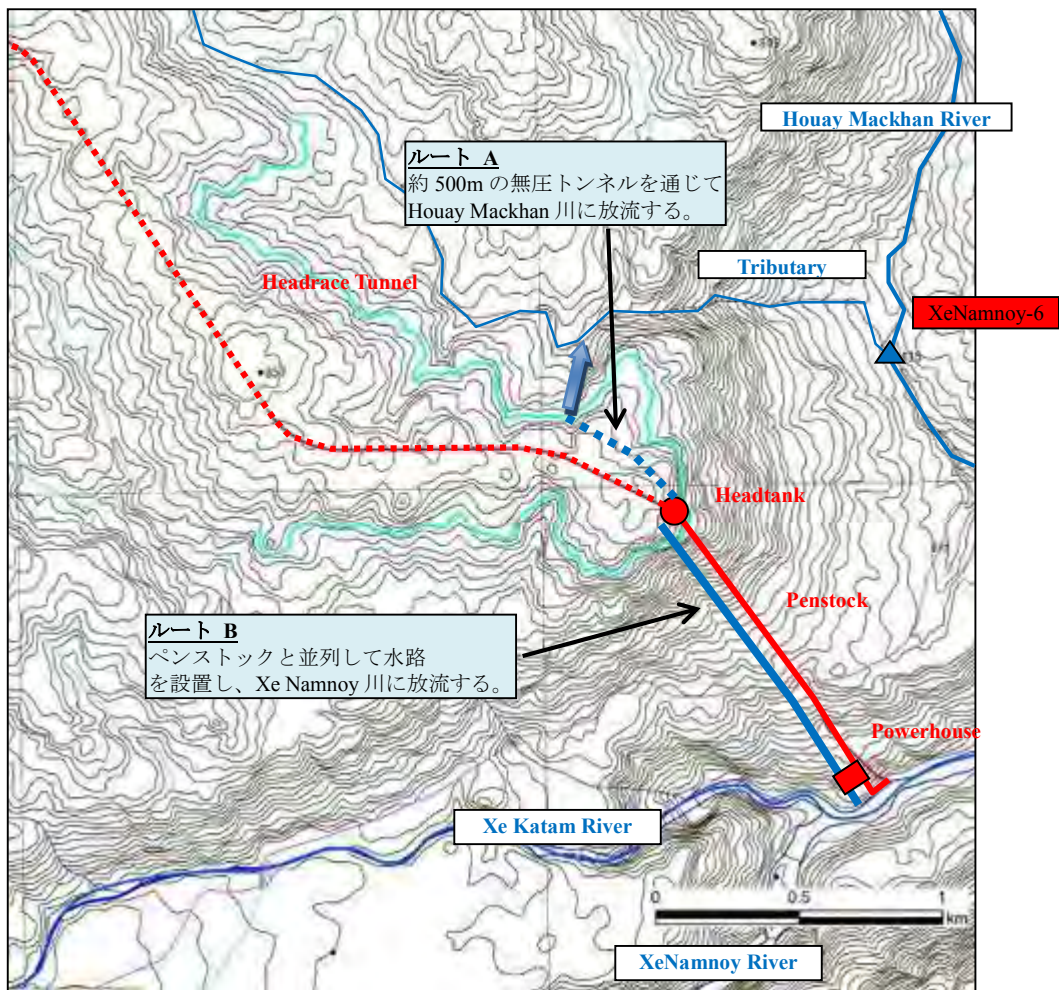 Houay Mackhan River
ルート A
約 500m の無圧トンネルを通じて
Houay Mackhan 川に放流する。
Tributary
Headrace Tunnel
XeNamnoy-6
Headtank
Penstock
ルート B
ペンストックと並列して水路
を設置し、Xe Namnoy 川に放流する。
Powerhouse
Xe Katam River
0
0.5
1
km
XeNamnoy River